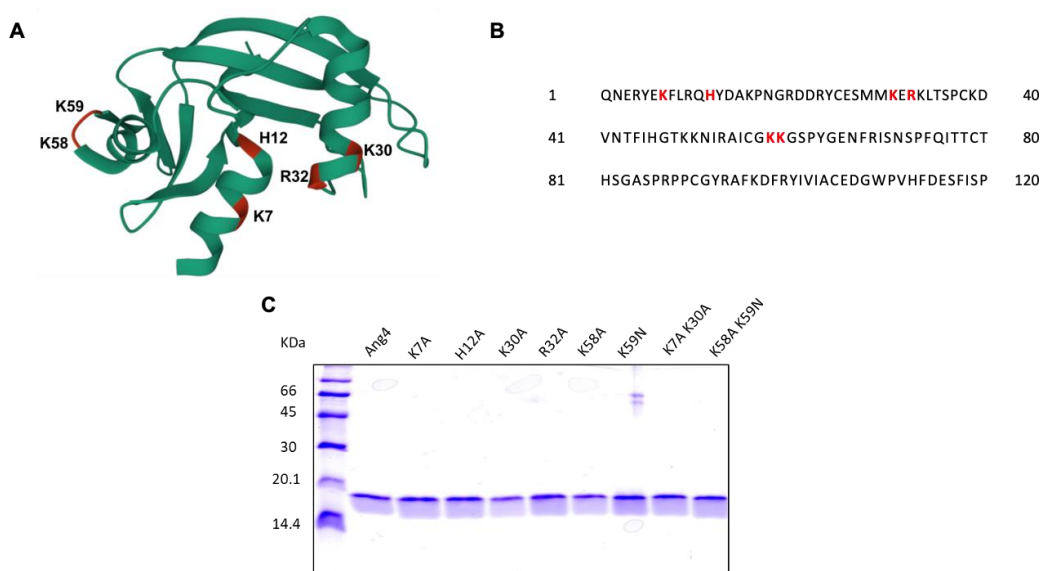 A
K59
K58
H12
K30
R32
K7
B
1 QNERYEKFLRQHYDAKPNGRDDRYCESMMKERKLTSPCKD 40
41 VNTFIHGTKKNIRAICGKKGSPYGENFRISNSPFQITTCT 80
81 HSGASPRPPCGYRAFKDFRYIVIACEDGWPVHFDESFISP 120
C
KDa Ang4 K7A H12A K30A R32A K58A K59N K7A K30A K58A K59N
66
45
30
20.1
14.4